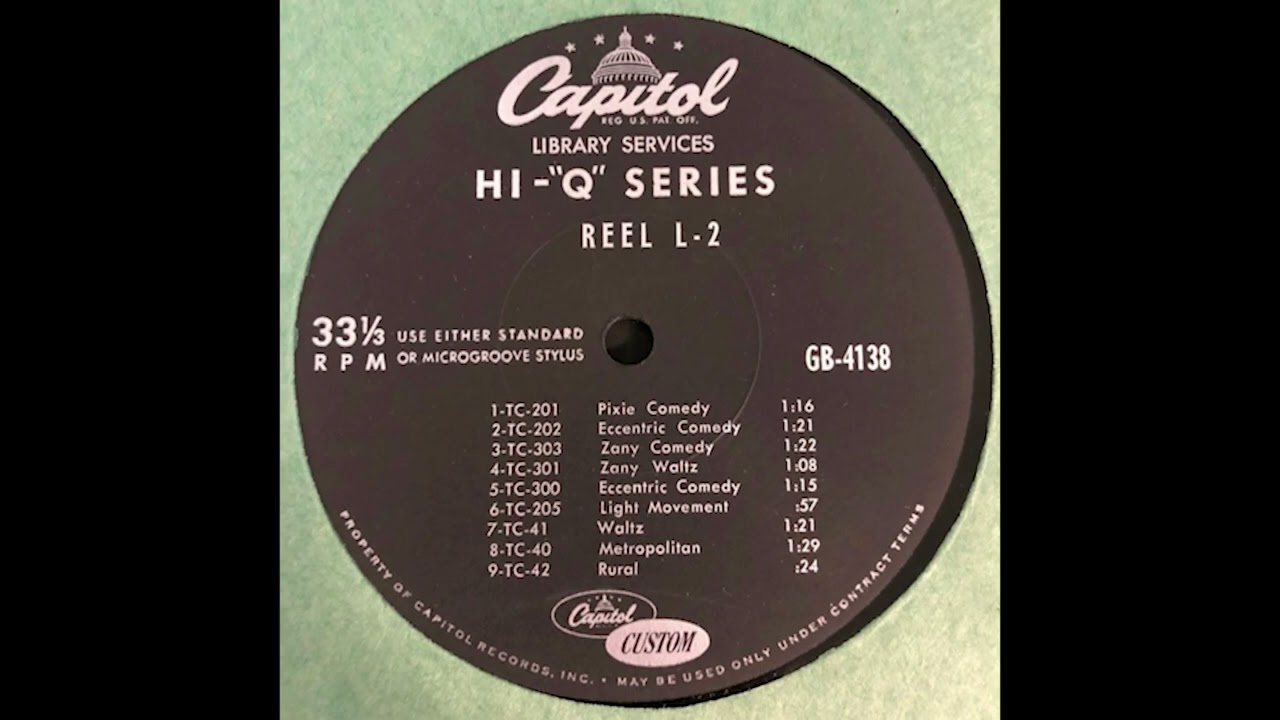 Capitol
REG. U.S. PAT. OFF.
LIBRARY SERVICES
HI-"Q" SERIES
REEL L-2
33⅓ USE EITHER STANDARD
RPM OR MICROGROOVE STYLUS
GB-4138
1-TC-201 Pixie Comedy 1:16
2-TC-202 Eccentric Comedy 1:21
3-TC-303 Zany Comedy 1:22
4-TC-301 Zany Waltz 1:08
5-TC-300 Eccentric Comedy 1:15
6-TC-205 Light Movement :57
7-TC-41 Waltz 1:21
8-TC-40 Metropolitan 1:29
9-TC-42 Rural :24
Capitol
CUSTOM
PROPERTY OF CAPITOL RECORDS, INC. • MAY BE USED ONLY UNDER CONTRACT TERMS